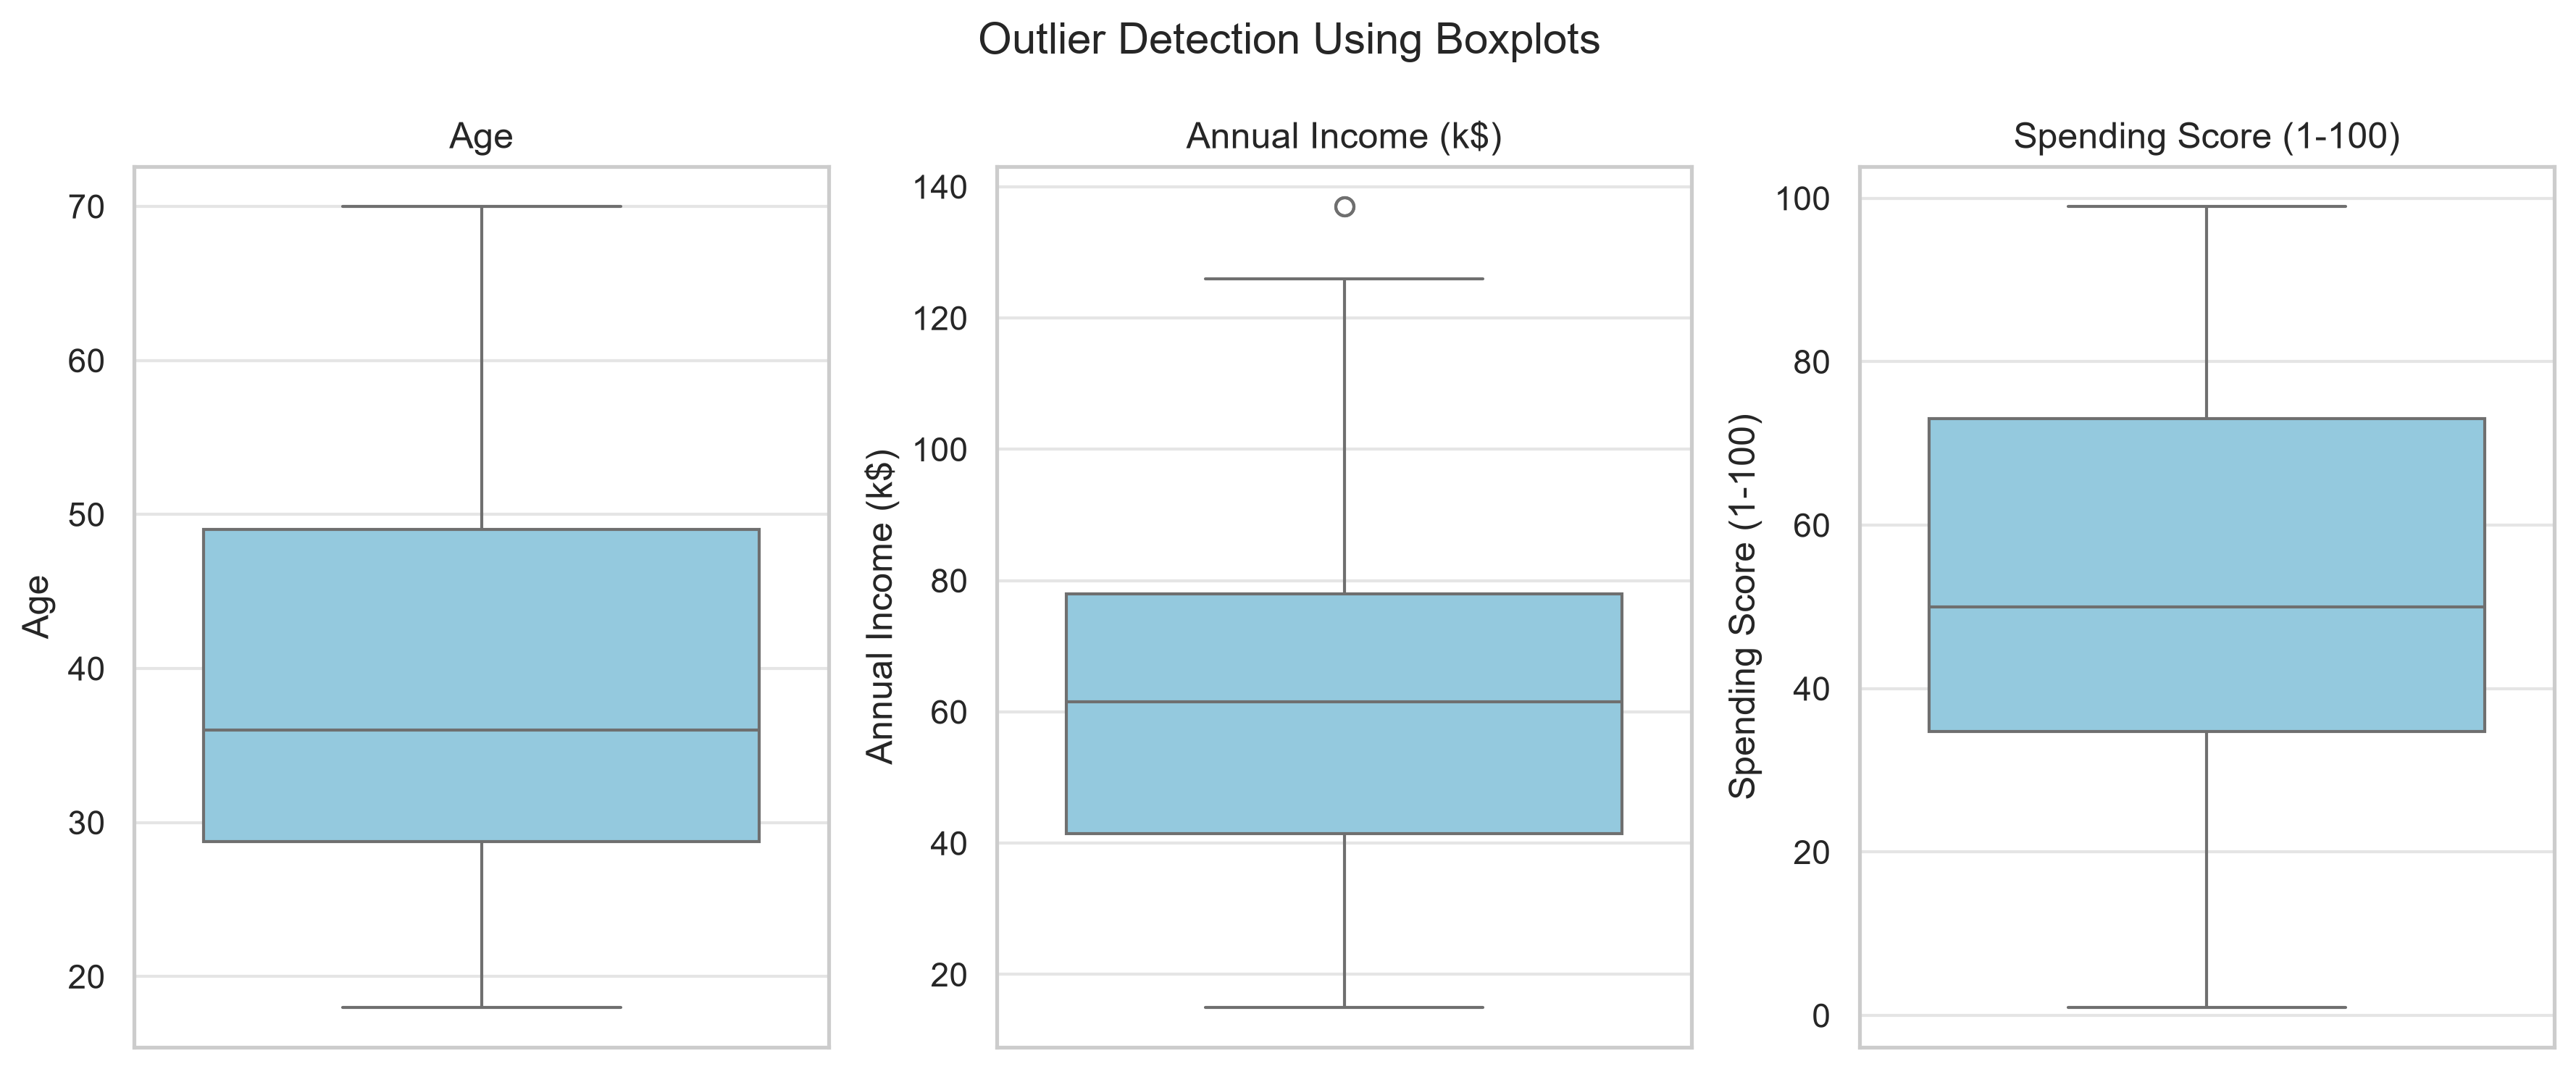 Outlier Detection Using Boxplots
Age
70
60
50
40
30
20
Age
Annual Income (k$)
140
120
100
80
60
40
20
Annual Income (k$)
Spending Score (1-100)
100
80
60
40
20
0
Spending Score (1-100)